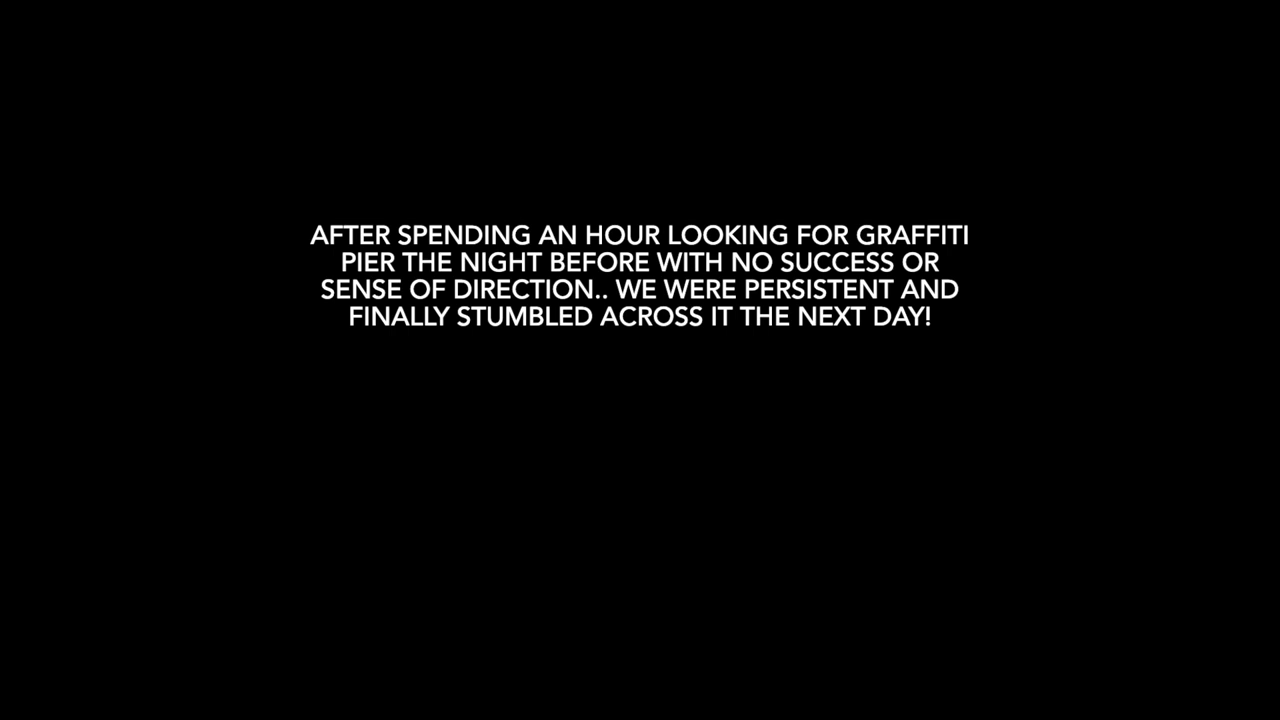 AFTER SPENDING AN HOUR LOOKING FOR GRAFFITI
PIER THE NIGHT BEFORE WITH NO SUCCESS OR
SENSE OF DIRECTION.. WE WERE PERSISTENT AND
FINALLY STUMBLED ACROSS IT THE NEXT DAY!